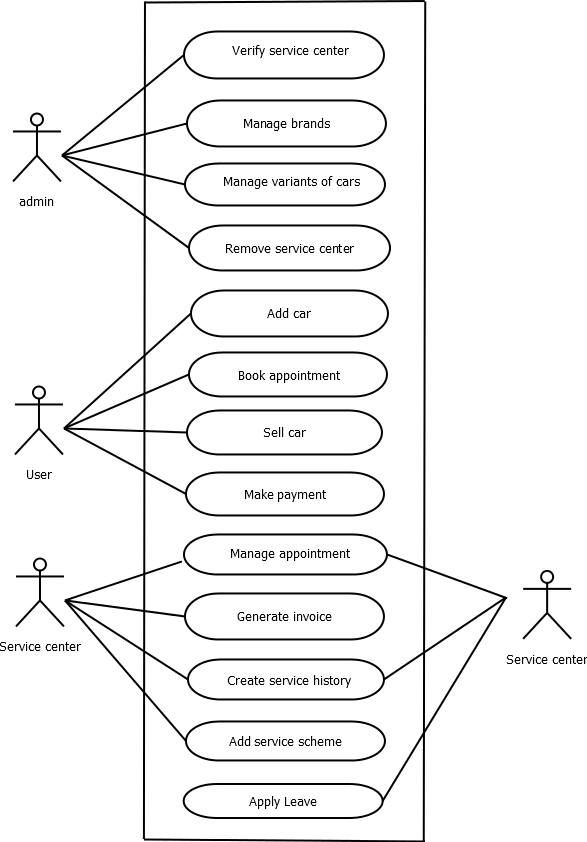 Verify service center
Manage brands
Manage variants of cars
admin
Remove service center
Add car
Book appointment
Sell car
User
Make payment
Manage appointment
Generate invoice
Service center
Service center
Create service history
Add service scheme
Apply Leave